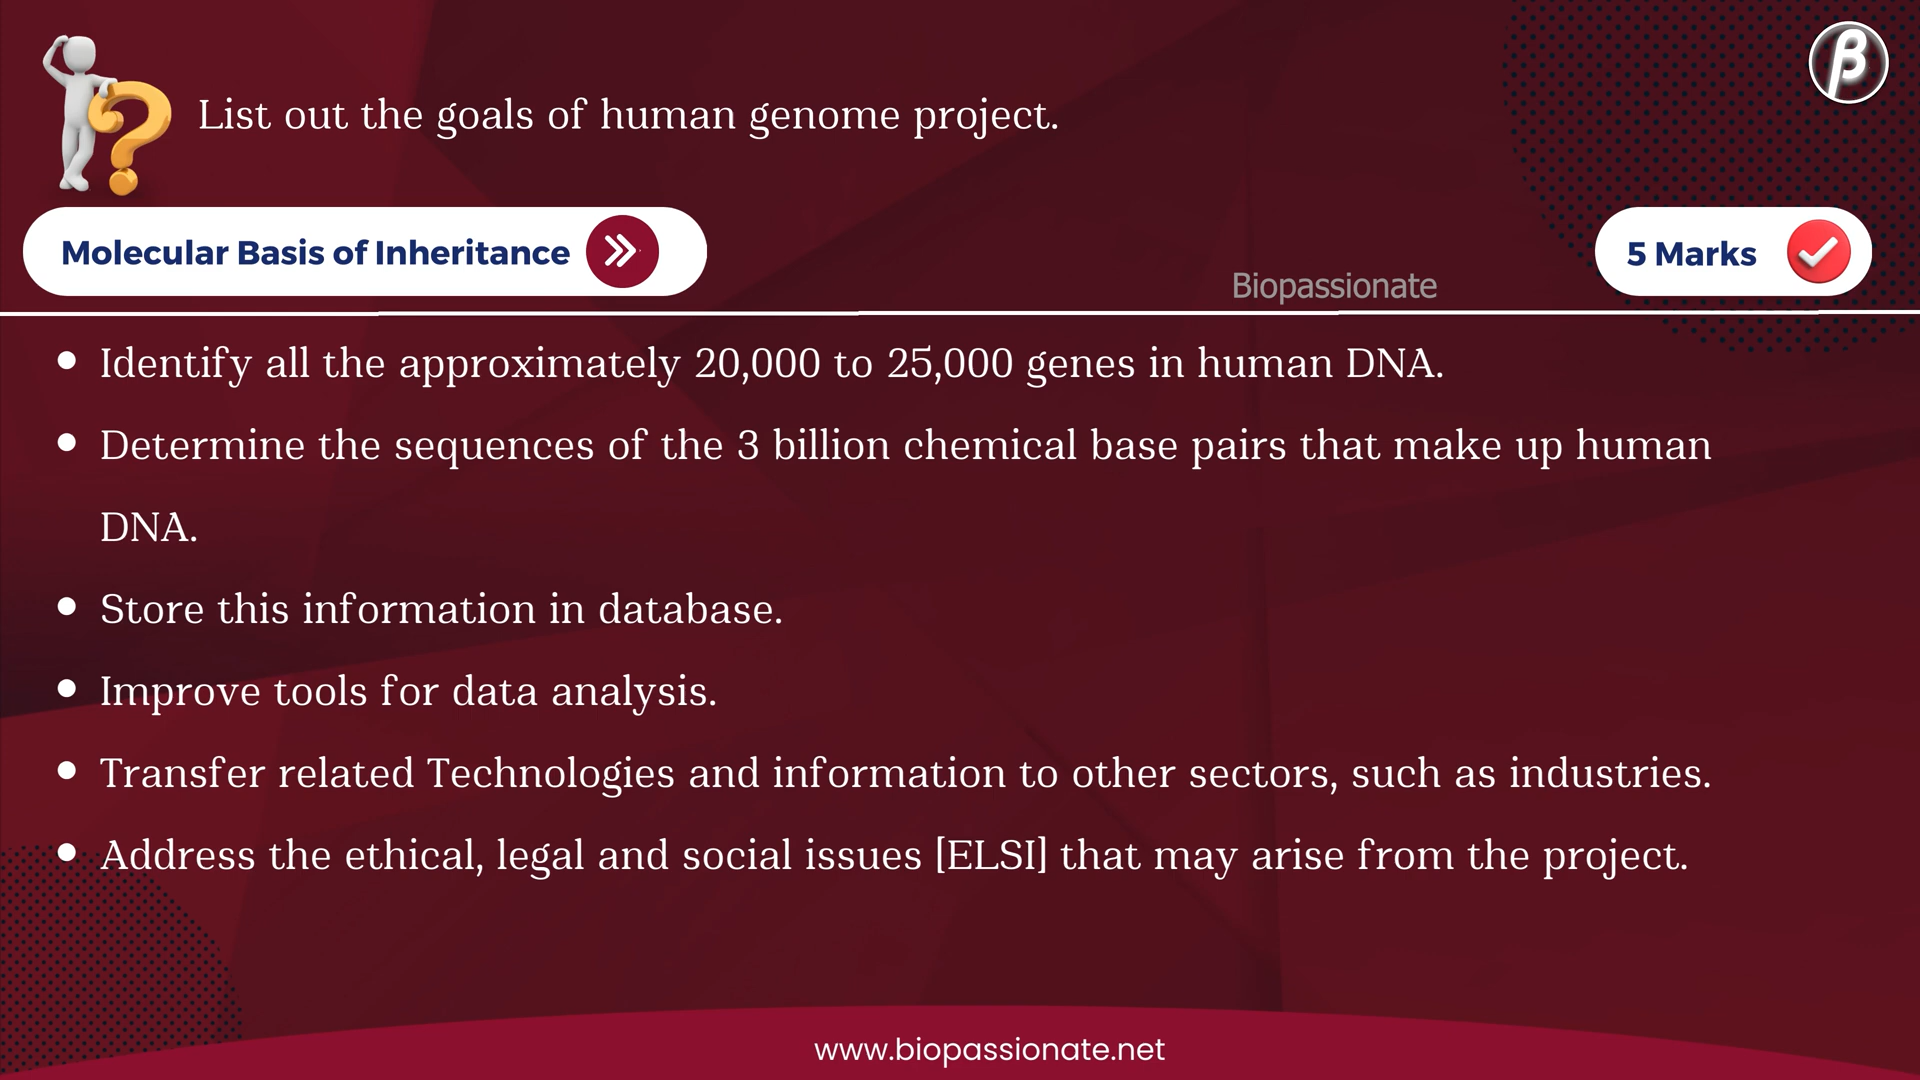 β
List out the goals of human genome project.
Molecular Basis of Inheritance
5 Marks
Biopassionate
• Identify all the approximately 20,000 to 25,000 genes in human DNA.
• Determine the sequences of the 3 billion chemical base pairs that make up human
DNA.
• Store this information in database.
• Improve tools for data analysis.
• Transfer related Technologies and information to other sectors, such as industries.
• Address the ethical, legal and social issues [ELSI] that may arise from the project.
www.biopassionate.net